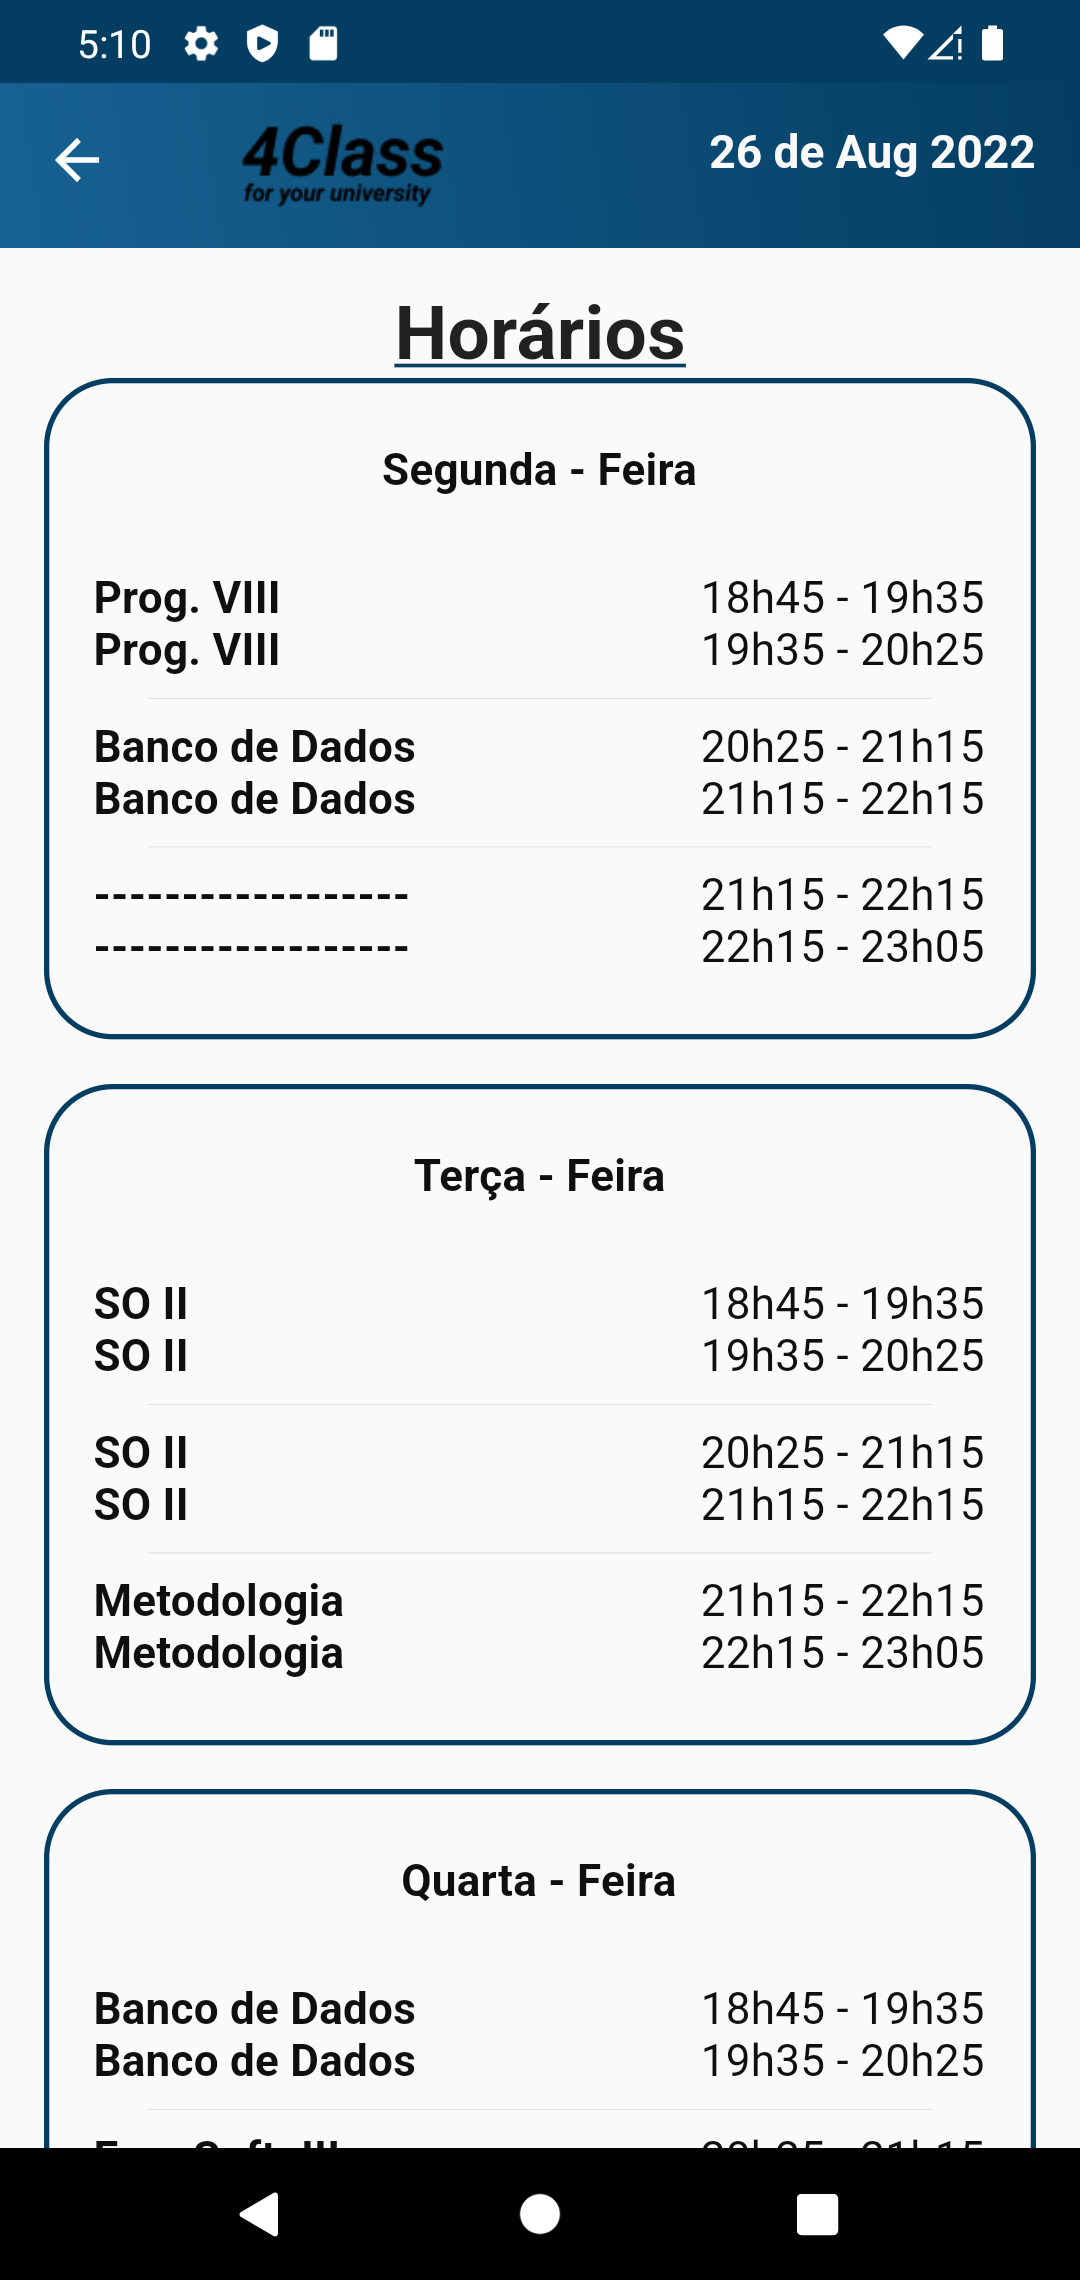 5:10
4Class
for your university
26 de Aug 2022
Horários
Segunda - Feira
Prog. VIII 18h45 - 19h35
Prog. VIII 19h35 - 20h25
Banco de Dados 20h25 - 21h15
Banco de Dados 21h15 - 22h15
------------------ 21h15 - 22h15
------------------ 22h15 - 23h05
Terça - Feira
SO II 18h45 - 19h35
SO II 19h35 - 20h25
SO II 20h25 - 21h15
SO II 21h15 - 22h15
Metodologia 21h15 - 22h15
Metodologia 22h15 - 23h05
Quarta - Feira
Banco de Dados 18h45 - 19h35
Banco de Dados 19h35 - 20h25